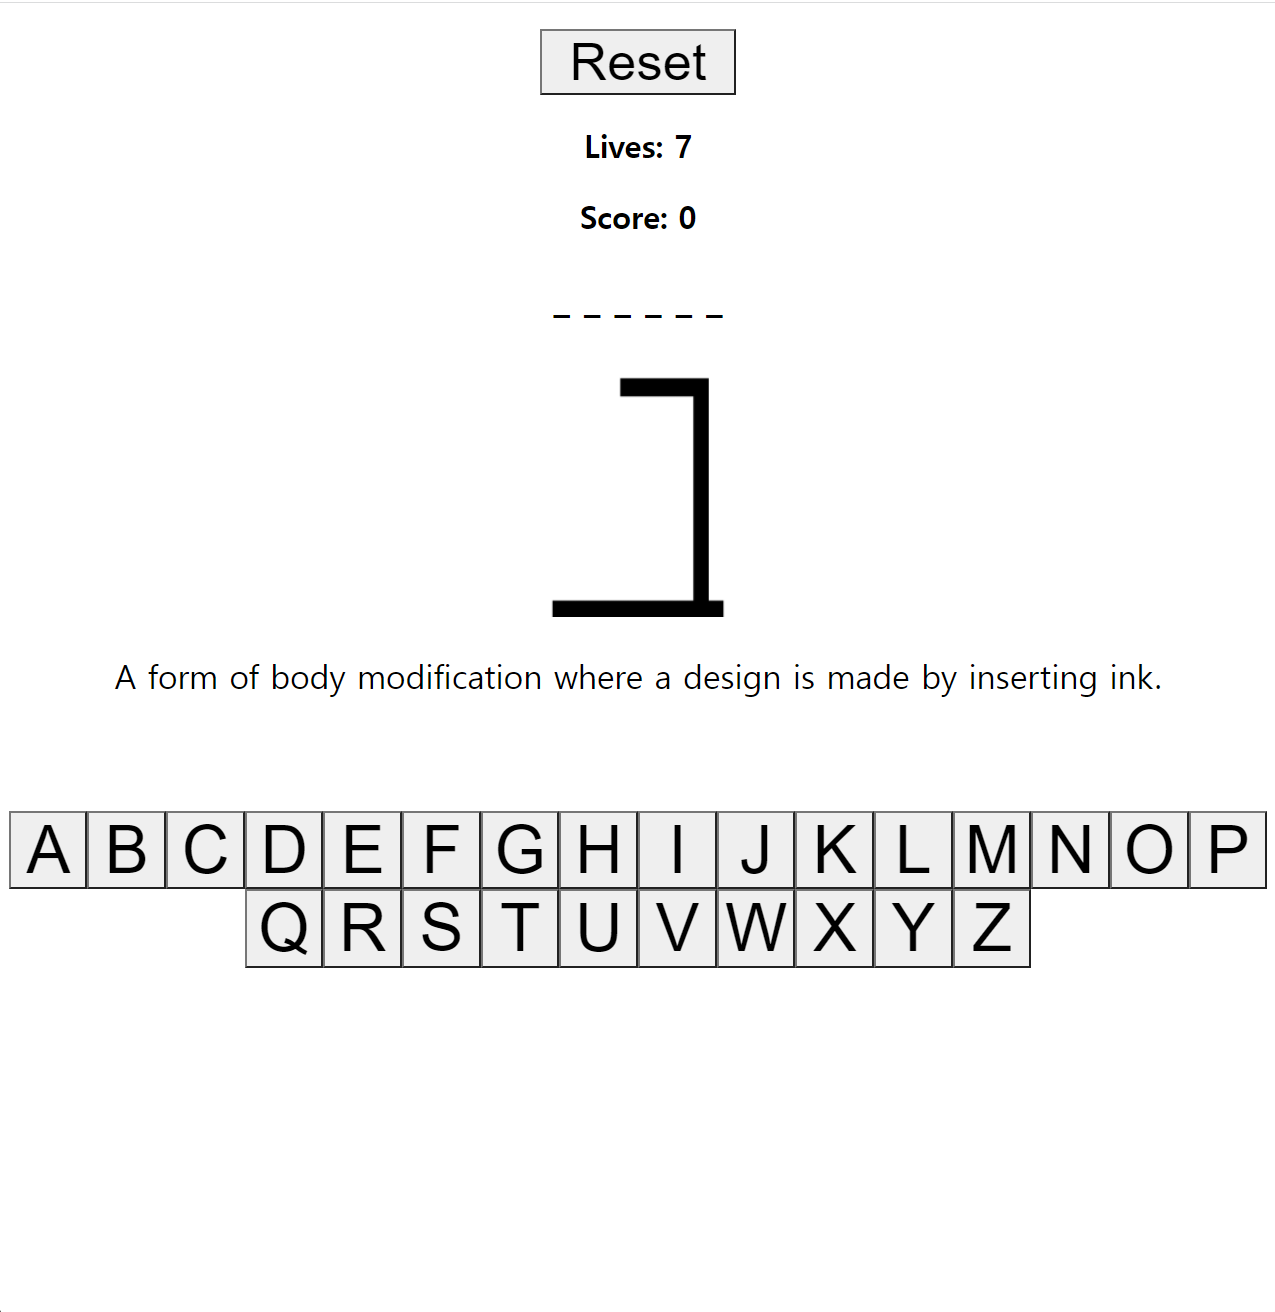 Reset
Lives: 7
Score: 0
_ _ _ _ _ _
A form of body modification where a design is made by inserting ink.
A B C D E F G H I J K L M N O P
Q R S T U V W X Y Z